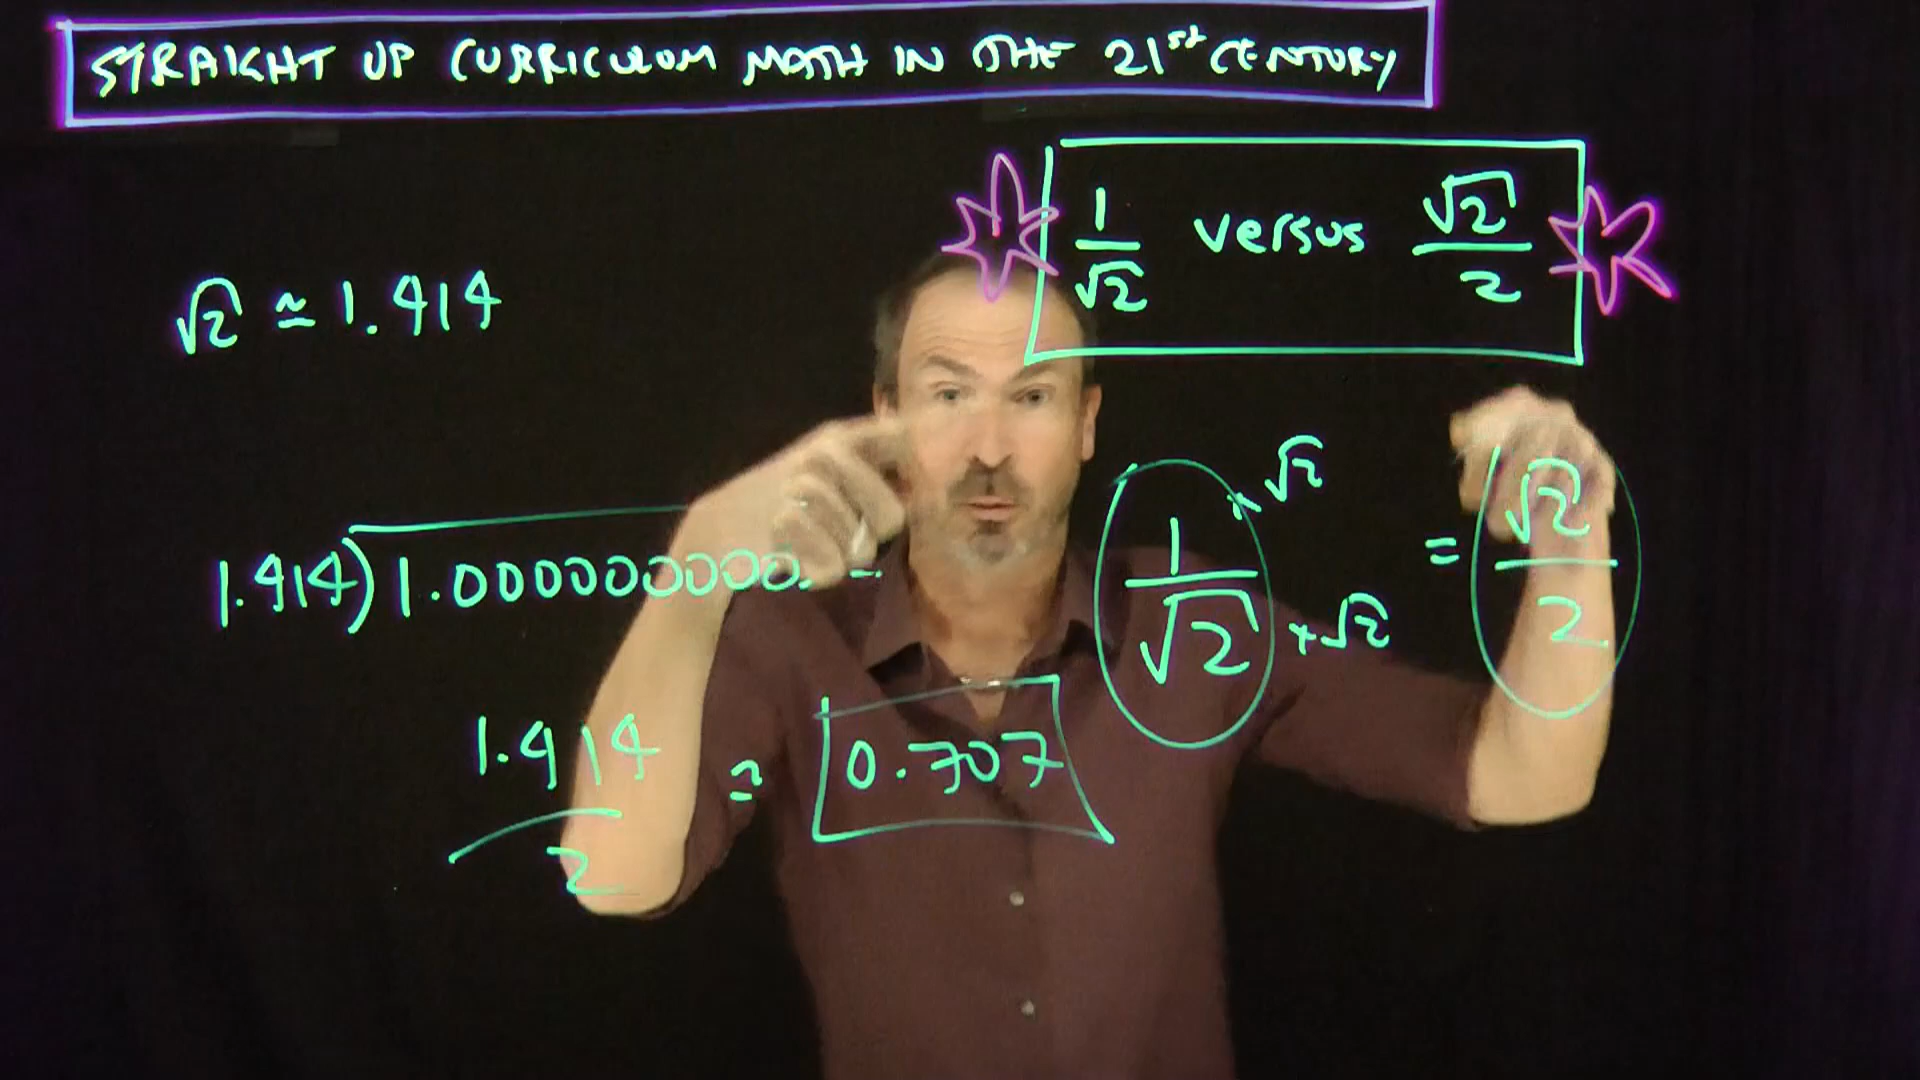 STRAIGHT UP CURRICULUM MATH IN THE 21st CENTURY
1/√2 versus √2/2
√2 ≃ 1.414
1.414)1.0000000000...
1/√2 × √2 × √2 = √2/2
1.414/2 ≃ 0.707